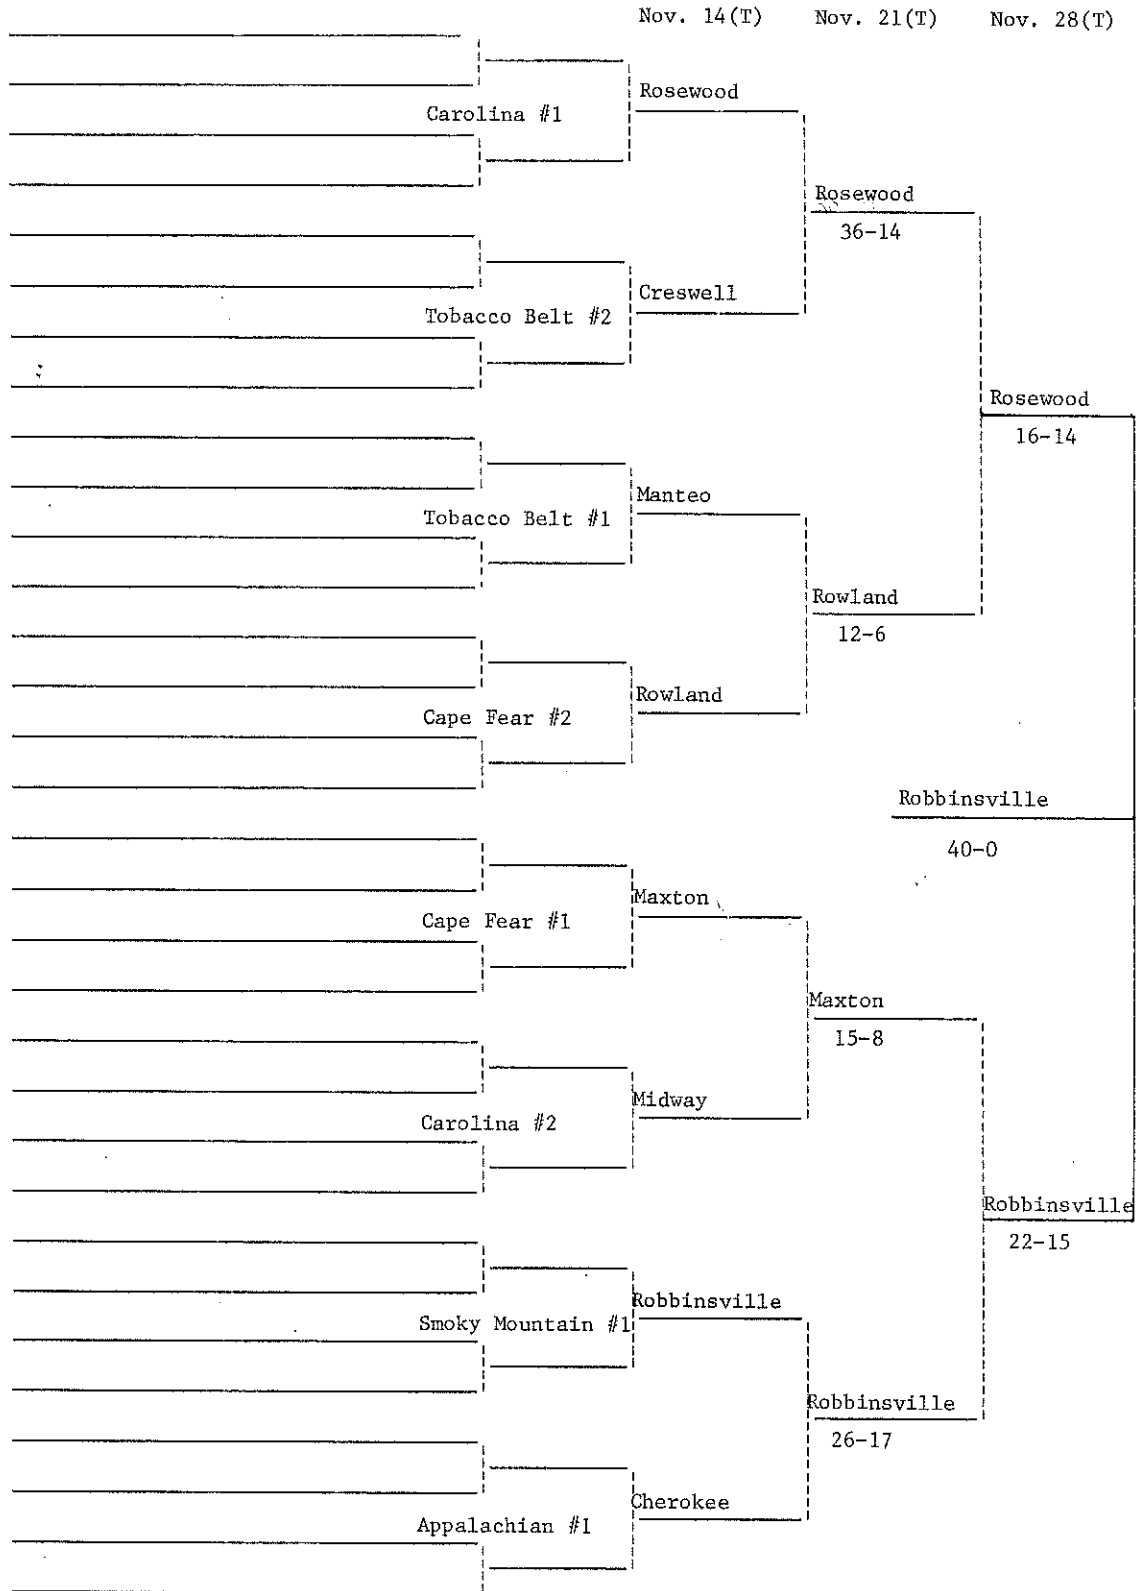 Nov. 14(T) Nov. 21(T) Nov. 28(T)
Rosewood
Carolina #1
Rosewood
36-14
Creswell
Tobacco Belt #2
Rosewood
16-14
Manteo
Tobacco Belt #1
Rowland
12-6
Rowland
Cape Fear #2
Robbinsville
40-0
Maxton
Cape Fear #1
Maxton
15-8
Midway
Carolina #2
Robbinsville
22-15
Robbinsville
Smoky Mountain #1
Robbinsville
26-17
Cherokee
Appalachian #1